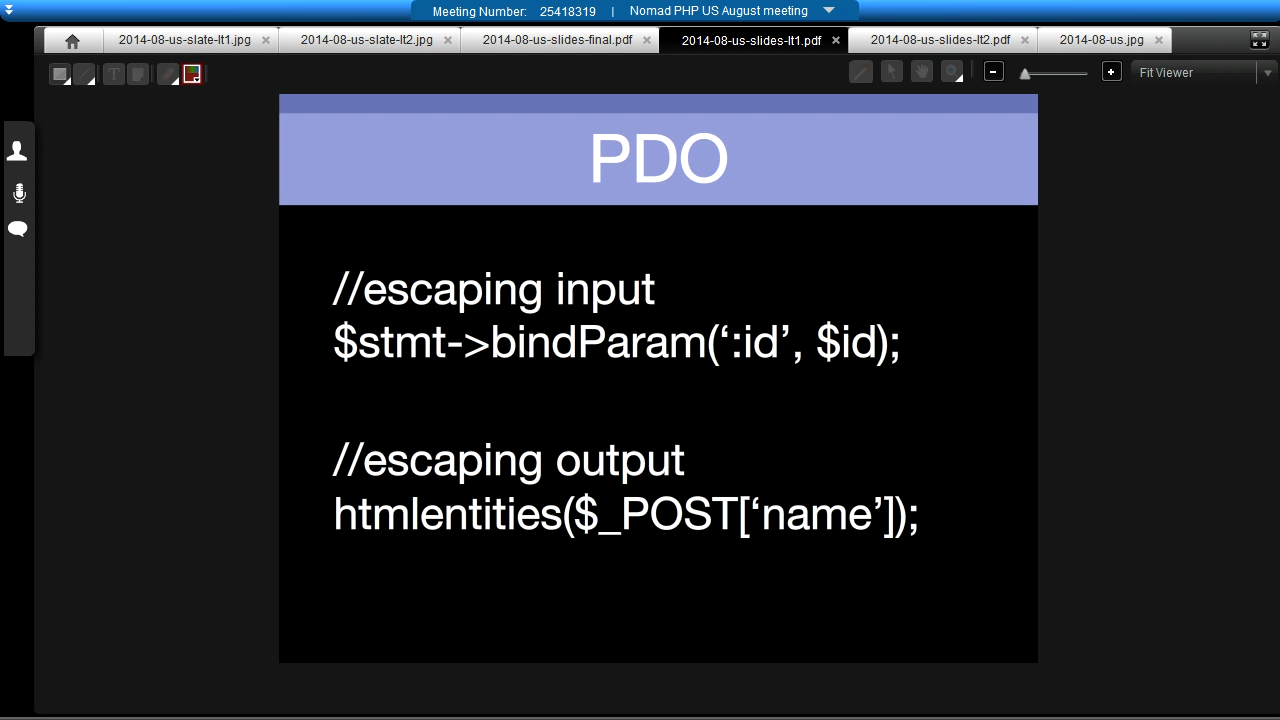 Meeting Number: 25418319 | Nomad PHP US August meeting
2014-08-us-slate-lt1.jpg
2014-08-us-slate-lt2.jpg
2014-08-us-slides-final.pdf
2014-08-us-slides-lt1.pdf
2014-08-us-slides-lt2.pdf
2014-08-us.jpg
T
Fit Viewer
PDO
//escaping input
$stmt->bindParam(‘:id’, $id);
//escaping output
htmlentities($_POST[‘name’]);